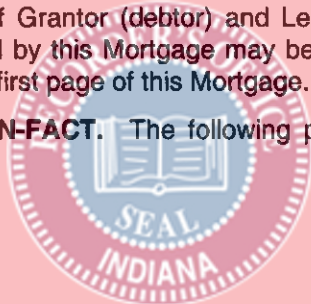 f Grantor (debtor) and Le
d by this Mortgage may be
first page of this Mortgage.
N-FACT. The following p
RECORDER'S OFFICE
SEAL
INDIANA